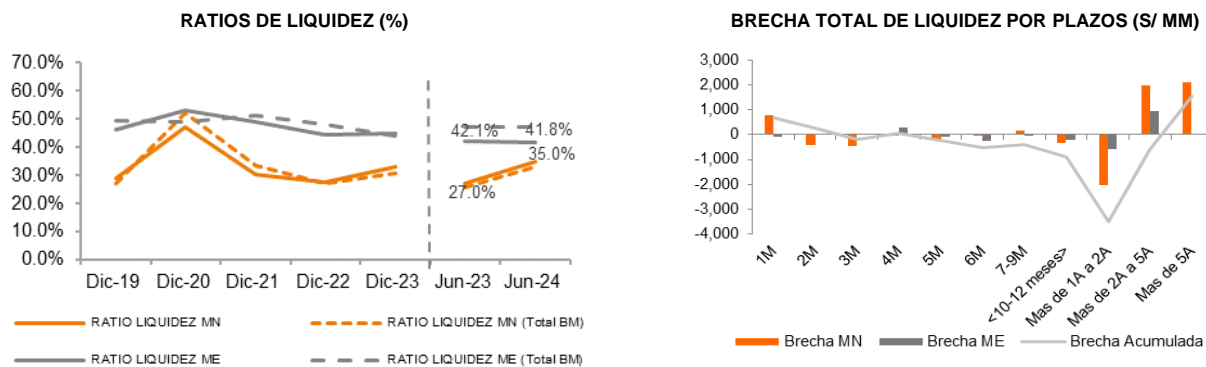 RATIOS DE LIQUIDEZ (%)
70.0%
60.0%
50.0%
40.0%
30.0%
20.0%
10.0%
0.0%
42.1%
41.8%
35.0%
27.0%
Dic-19 Dic-20 Dic-21 Dic-22 Dic-23 Jun-23 Jun-24
RATIO LIQUIDEZ MN
RATIO LIQUIDEZ MN (Total BM)
RATIO LIQUIDEZ ME
RATIO LIQUIDEZ ME (Total BM)
BRECHA TOTAL DE LIQUIDEZ POR PLAZOS (S/ MM)
3,000
2,000
1,000
0
-1,000
-2,000
-3,000
-4,000
1M
2M
3M
4M
5M
6M
7-9M
<10-12 meses>
Mas de 1A a 2A
Mas de 2A a 5A
Mas de 5A
Brecha MN
Brecha ME
Brecha Acumulada